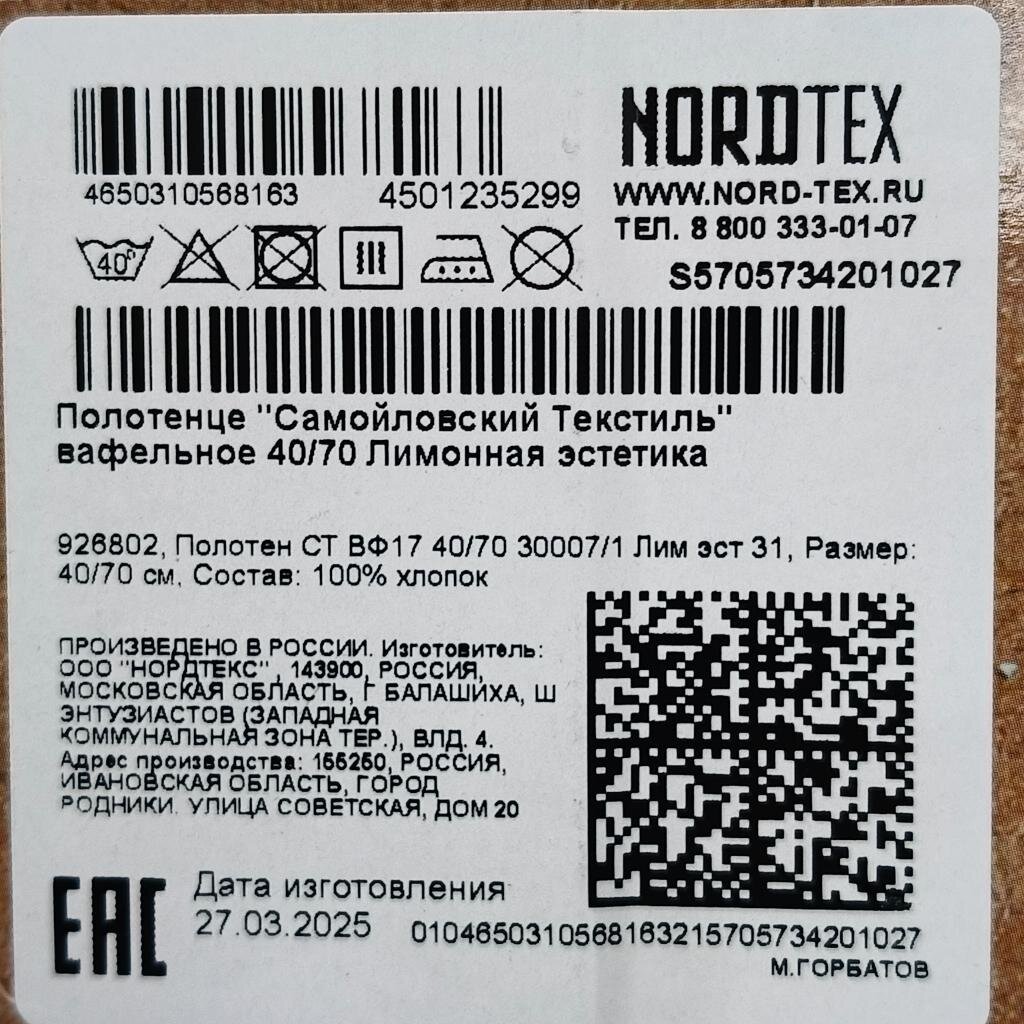 NORDTEX
4650310568163 4501235299
WWW.NORD-TEX.RU
ТЕЛ. 8 800 333-01-07
40°
S5705734201027
Полотенце "Самойловский Текстиль"
вафельное 40/70 Лимонная эстетика
926802, Полотен СТ ВФ17 40/70 30007/1 Лим эст 31, Размер:
40/70 см, Состав: 100% хлопок
ПРОИЗВЕДЕНО В РОССИИ. Изготовитель:
ООО "НОРДТЕКС" , 143900, РОССИЯ,
МОСКОВСКАЯ ОБЛАСТЬ, Г БАЛАШИХА, Ш
ЭНТУЗИАСТОВ (ЗАПАДНАЯ
КОММУНАЛЬНАЯ ЗОНА ТЕР.), ВЛД. 4.
Адрес производства: 155250, РОССИЯ,
ИВАНОВСКАЯ ОБЛАСТЬ, ГОРОД
РОДНИКИ. УЛИЦА СОВЕТСКАЯ, ДОМ 20
EAC
Дата изготовления
27.03.2025
0104650310568163215705734201027
М.ГОРБАТОВ